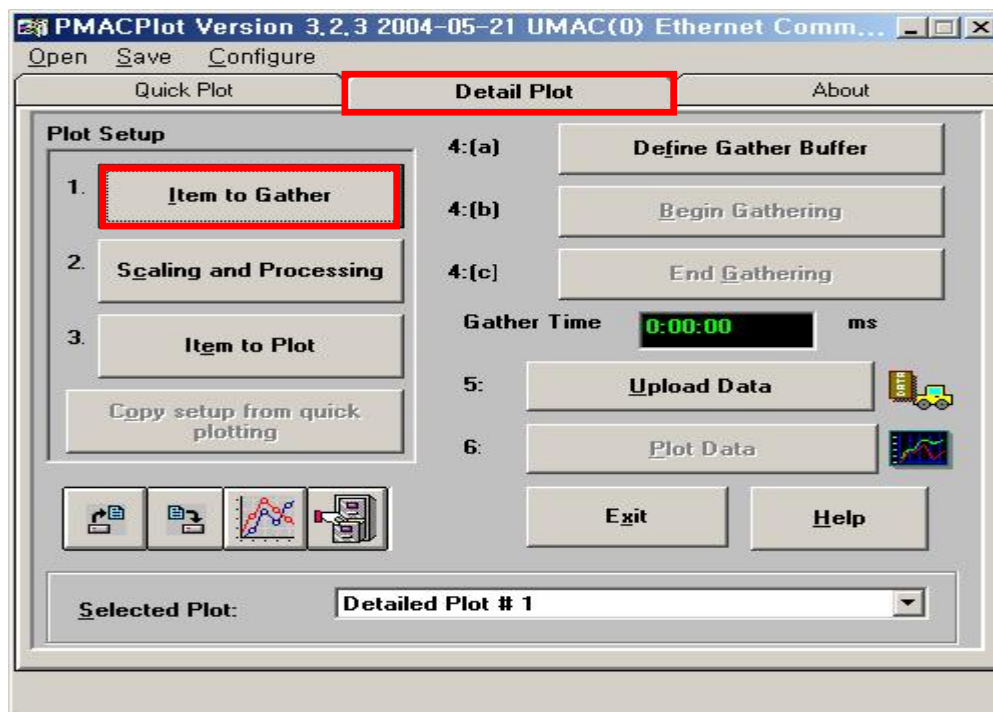 PMACPlot Version 3,2,3 2004-05-21 UMAC(0) Ethernet Comm...
Open Save Configure
Quick Plot Detail Plot About
Plot Setup
1. Item to Gather
2. Scaling and Processing
3. Item to Plot
Copy setup from quick
plotting
4:(a) Define Gather Buffer
4:(b) Begin Gathering
4:(c) End Gathering
Gather Time 0:00:00 ms
5: Upload Data
DATA
6: Plot Data
Exit Help
Selected Plot: Detailed Plot # 1